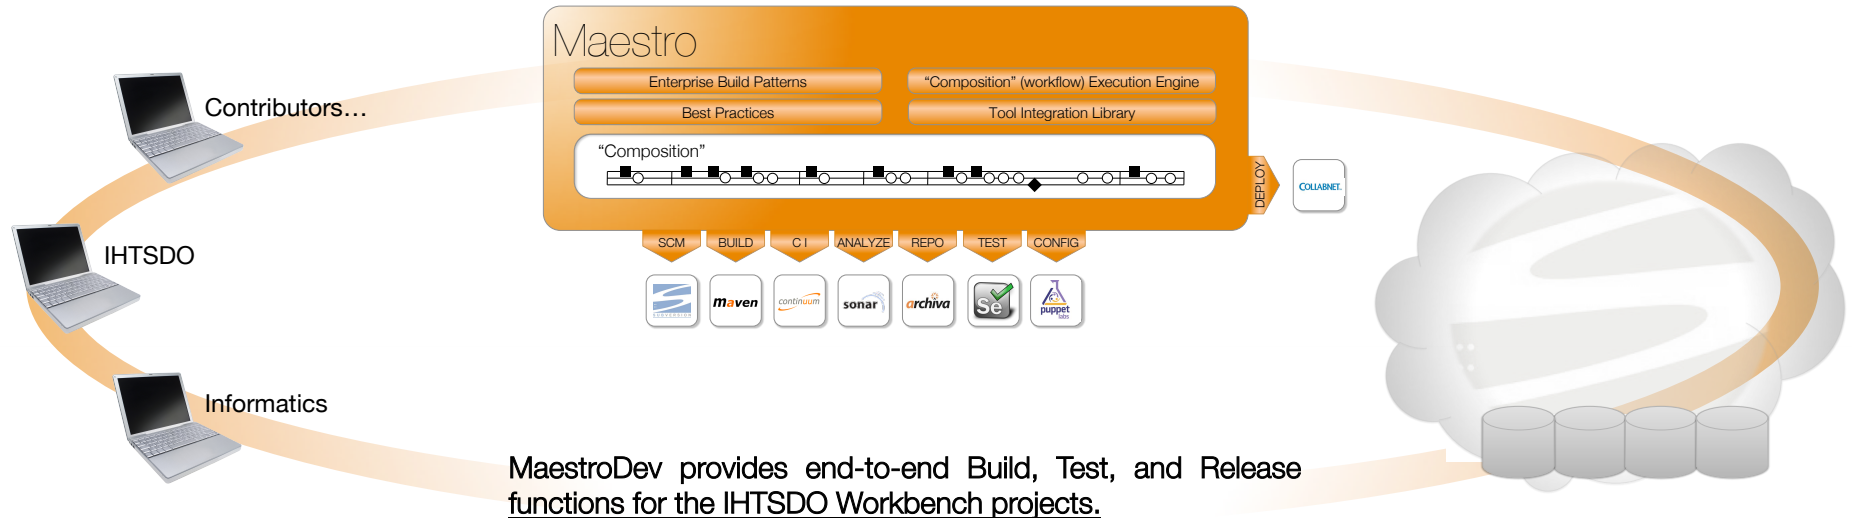 Maestro
Enterprise Build Patterns
“Composition” (workflow) Execution Engine
Best Practices
Tool Integration Library
“Composition”
DEPLOY
COLLABNET.
Contributors…
IHTSDO
Informatics
SCM
BUILD
C I
ANALYZE
REPO
TEST
CONFIG
SUBVERSION
maven
continuum
sonar
archiva
Se
puppet
labs
MaestroDev provides end-to-end Build, Test, and Release
functions for the IHTSDO Workbench projects.